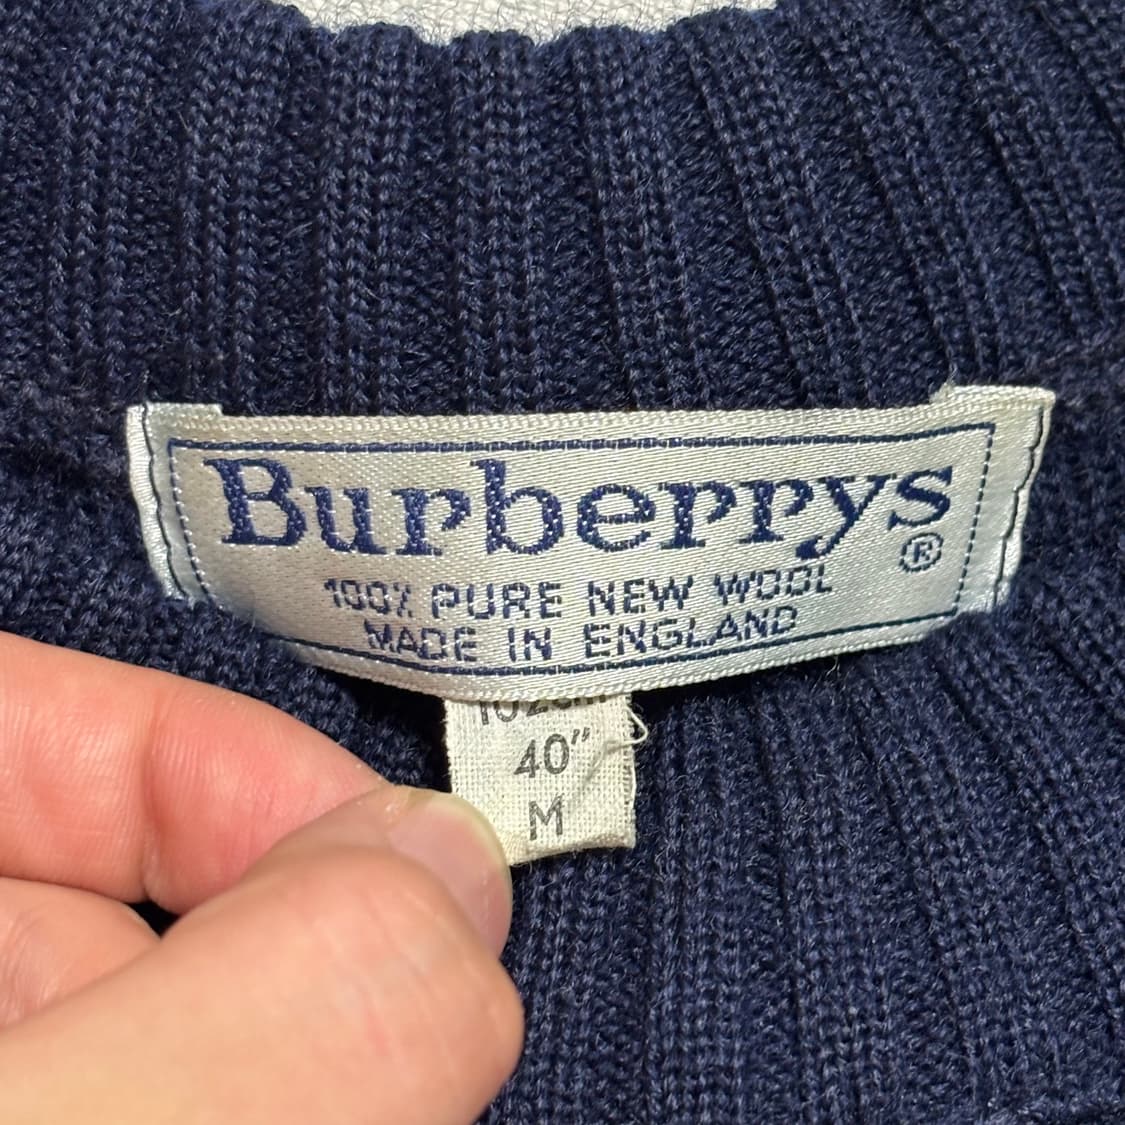 Burberrys
®
100% PURE NEW WOOL
MADE IN ENGLAND
40"
M